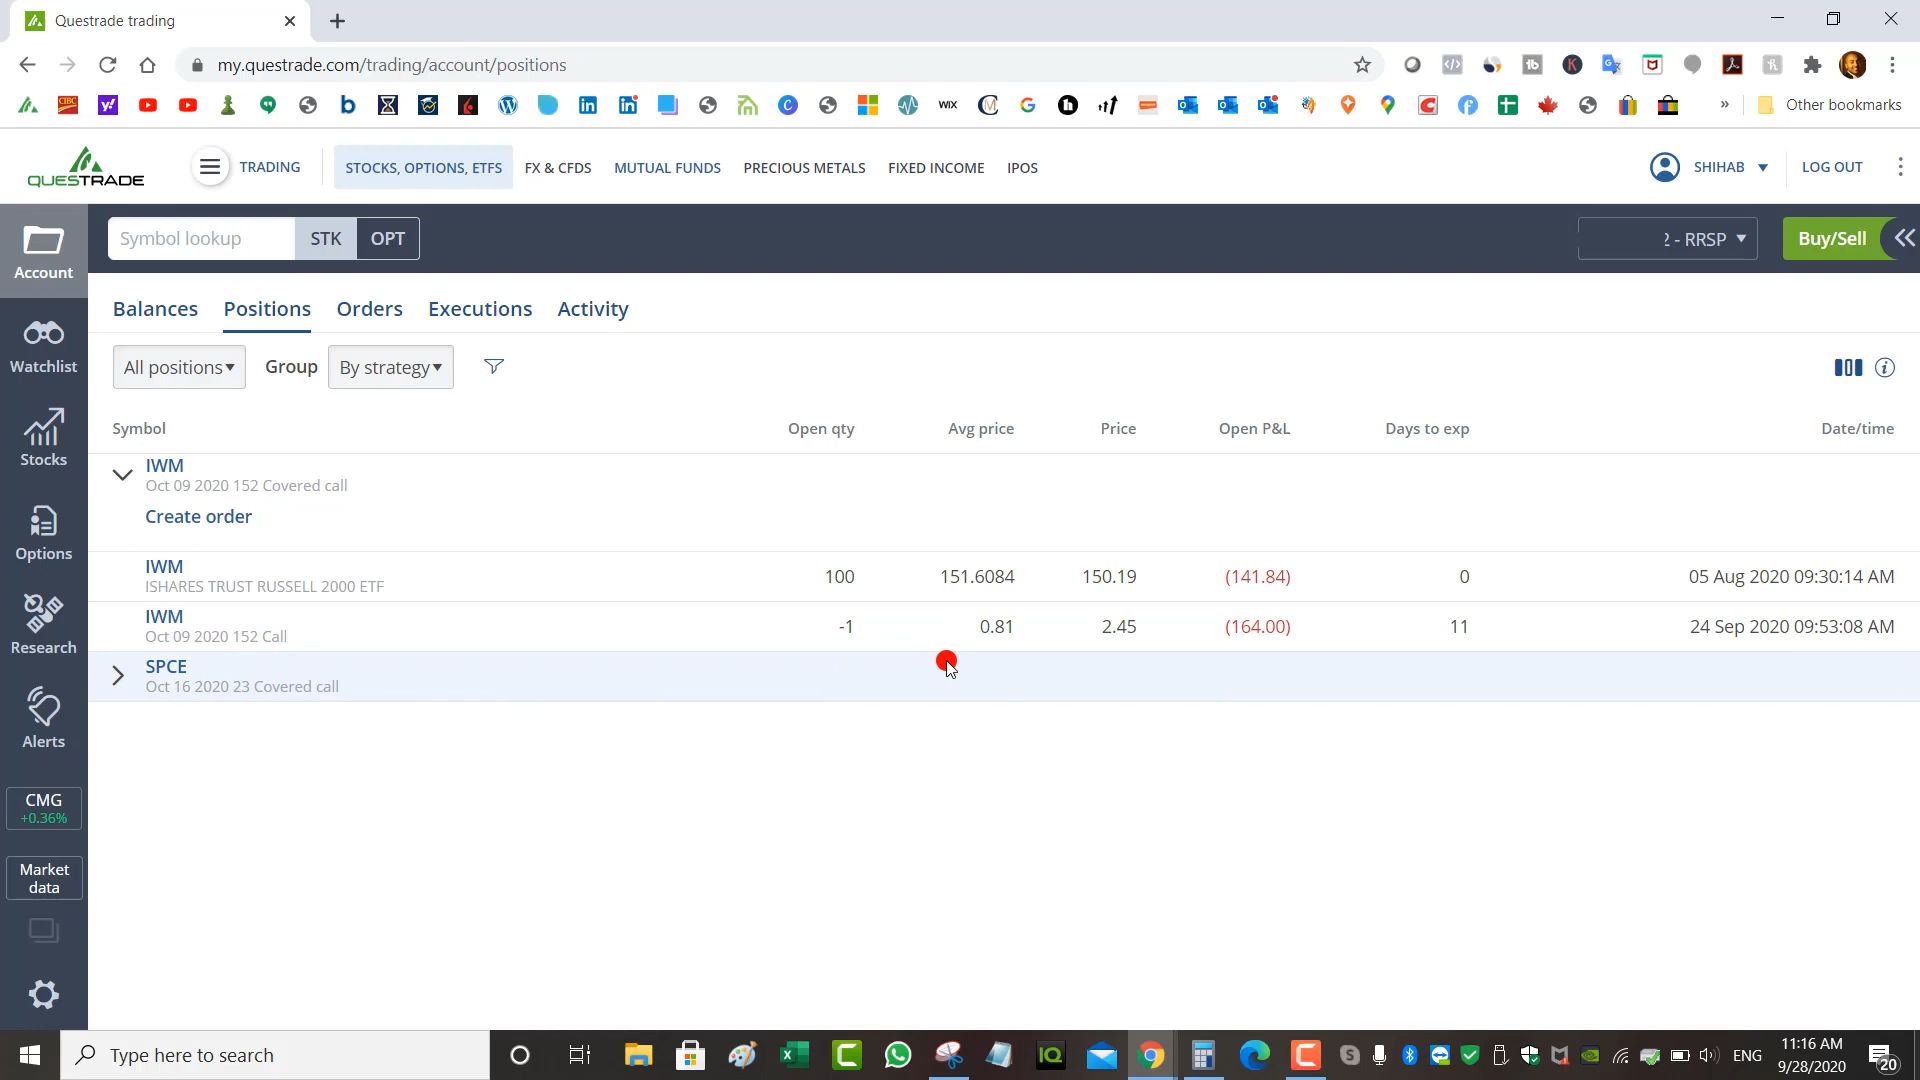 Questrade trading
my.questrade.com/trading/account/positions
CIBC
WIX
» Other bookmarks
QUESTRADE
TRADING STOCKS, OPTIONS, ETFS FX & CFDS MUTUAL FUNDS PRECIOUS METALS FIXED INCOME IPOS SHIHAB LOG OUT
Account
Symbol lookup STK OPT 2 - RRSP Buy/Sell
Balances Positions Orders Executions Activity
Watchlist
All positions Group By strategy
Symbol Open qty Avg price Price Open P&L Days to exp Date/time
Stocks
IWM
Oct 09 2020 152 Covered call
Create order
Options
IWM 100 151.6084 150.19 (141.84) 0 05 Aug 2020 09:30:14 AM
ISHARES TRUST RUSSELL 2000 ETF
IWM -1 0.81 2.45 (164.00) 11 24 Sep 2020 09:53:08 AM
Oct 09 2020 152 Call
Research
SPCE
Oct 16 2020 23 Covered call
Alerts
CMG
+0.36%
Market
data
Type here to search
IQ
ENG
11:16 AM
9/28/2020
20